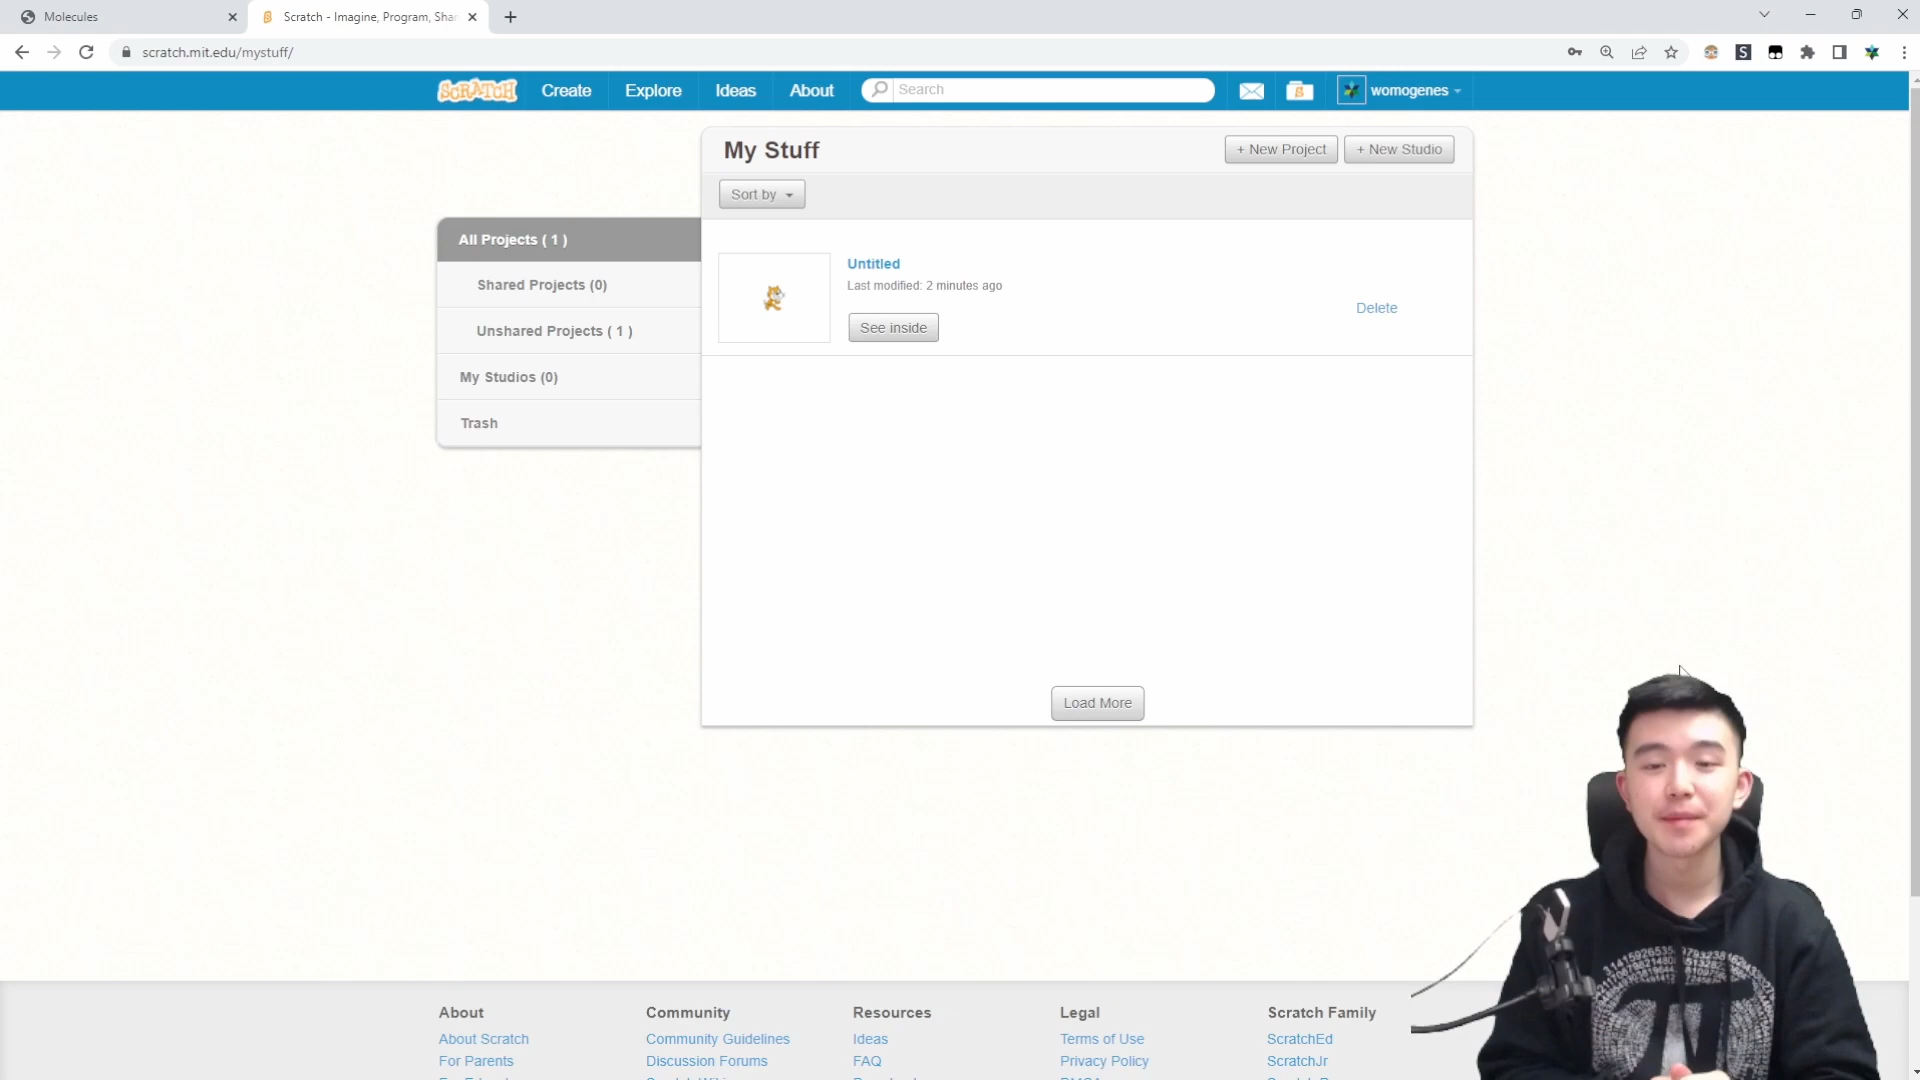 Molecules
Scratch - Imagine, Program, Shar
scratch.mit.edu/mystuff/
SCRATCH
Create
Explore
Ideas
About
Search
womogenes
My Stuff
+ New Project
+ New Studio
Sort by
All Projects ( 1 )
Shared Projects (0)
Unshared Projects ( 1 )
My Studios (0)
Trash
Untitled
Last modified: 2 minutes ago
See inside
Delete
Load More
About
Community
Resources
Legal
Scratch Family
About Scratch
Community Guidelines
Ideas
Terms of Use
ScratchEd
For Parents
Discussion Forums
FAQ
Privacy Policy
ScratchJr